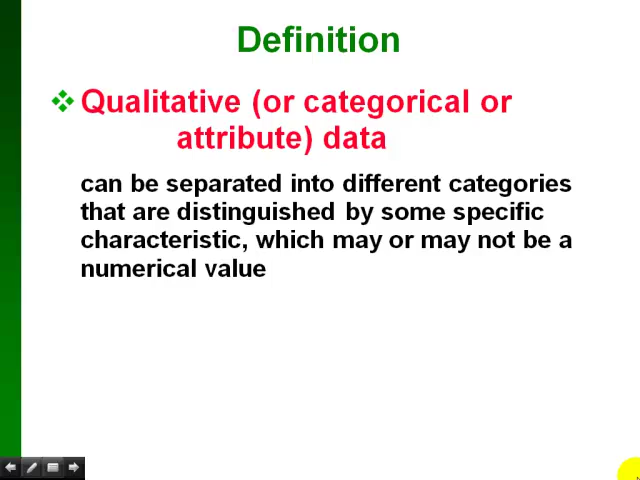 Definition
Qualitative (or categorical or
attribute) data
can be separated into different categories
that are distinguished by some specific
characteristic, which may or may not be a
numerical value